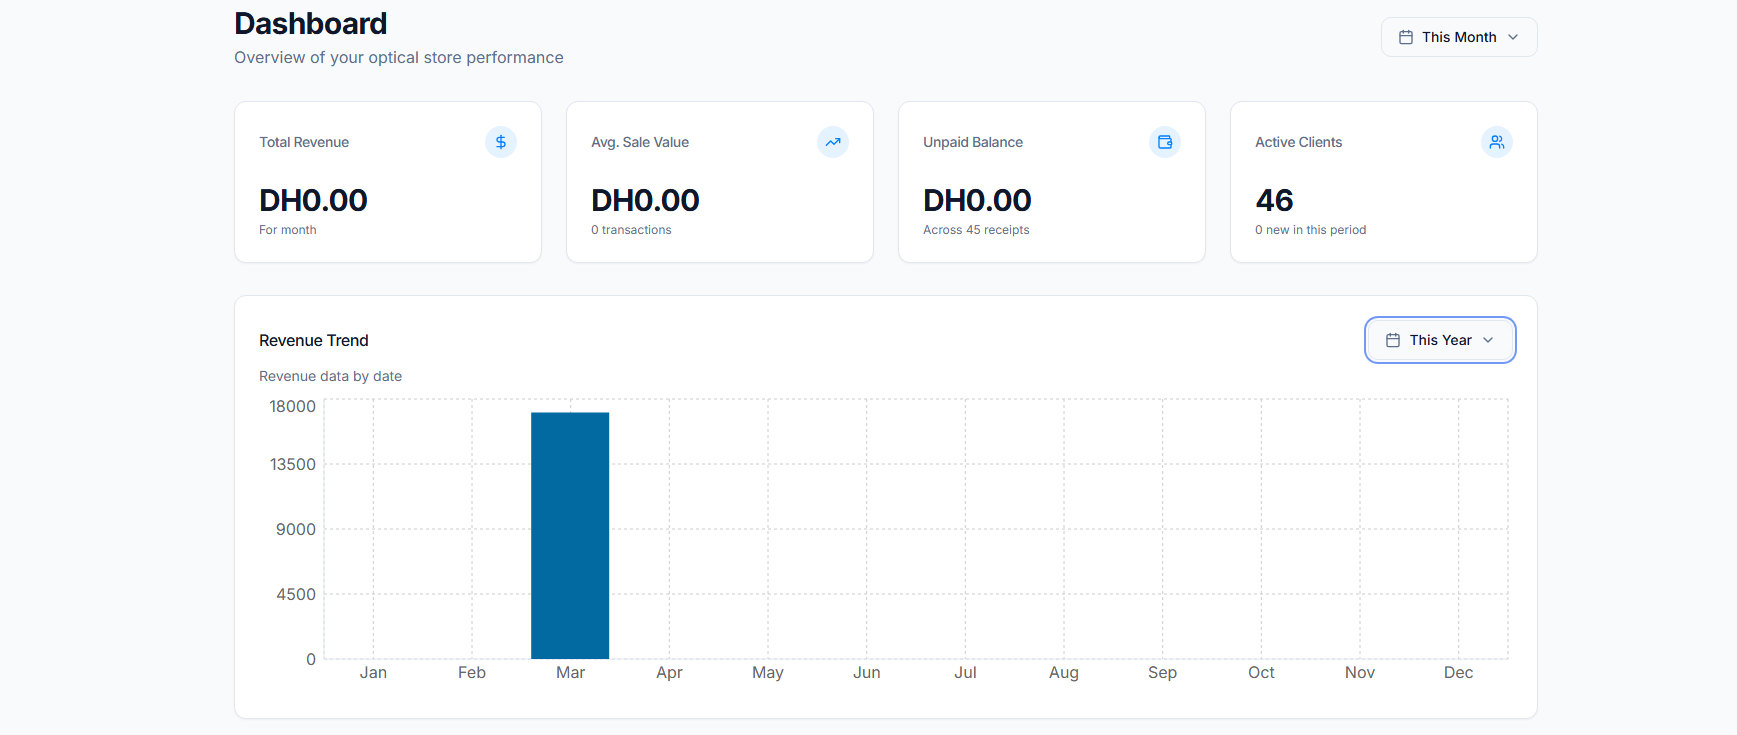 Dashboard
Overview of your optical store performance
This Month
Total Revenue
DH0.00
For month
Avg. Sale Value
DH0.00
0 transactions
Unpaid Balance
DH0.00
Across 45 receipts
Active Clients
46
0 new in this period
Revenue Trend
This Year
Revenue data by date
18000
13500
9000
4500
0
Jan Feb Mar Apr May Jun Jul Aug Sep Oct Nov Dec